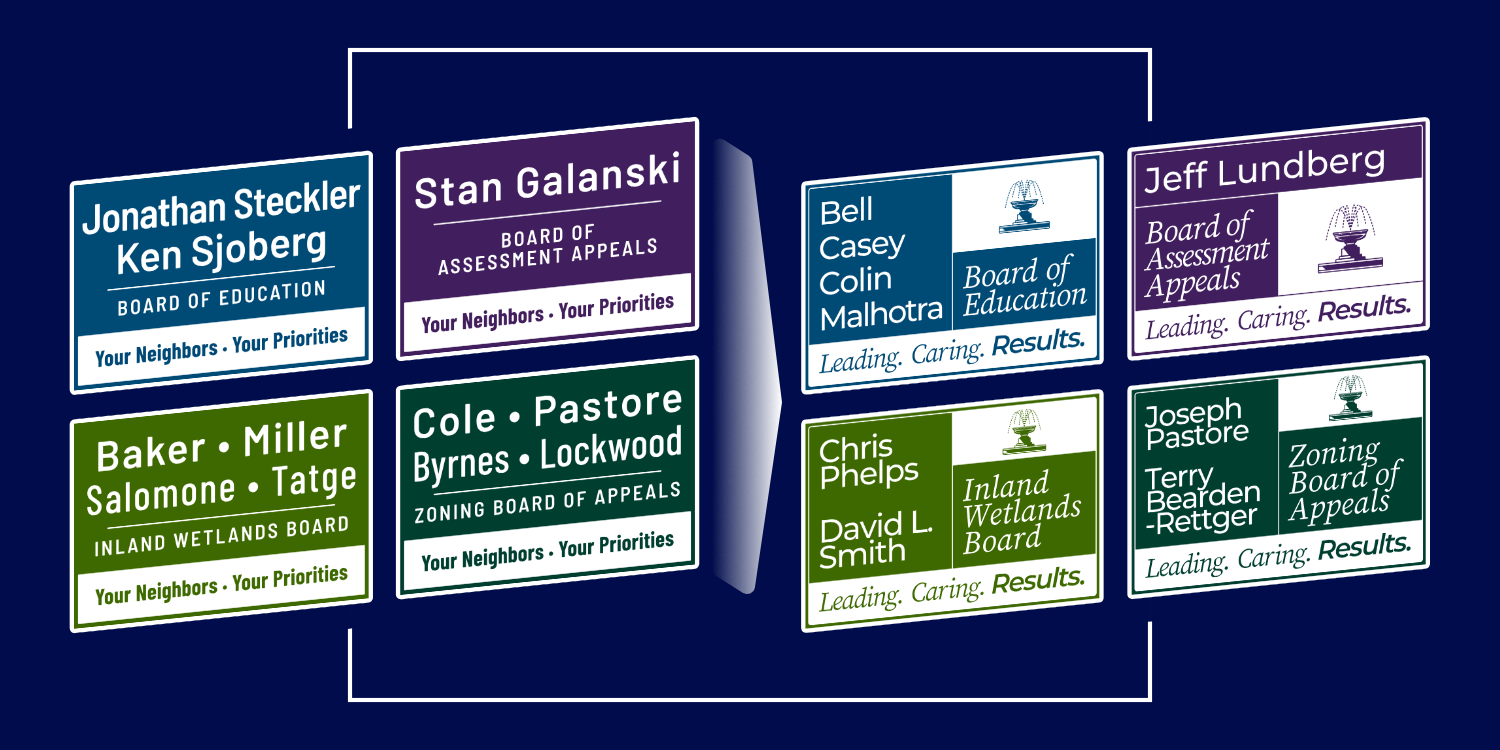 Jonathan Steckler
Ken Sjoberg
BOARD OF EDUCATION
Your Neighbors • Your Priorities
Stan Galanski
BOARD OF
ASSESSMENT APPEALS
Your Neighbors • Your Priorities
Baker • Miller
Salomone • Tatge
INLAND WETLANDS BOARD
Your Neighbors • Your Priorities
Cole • Pastore
Byrnes • Lockwood
ZONING BOARD OF APPEALS
Your Neighbors • Your Priorities
Bell
Casey
Colin
Malhotra
Board of
Education
Leading. Caring. Results.
Jeff Lundberg
Board of
Assessment
Appeals
Leading. Caring. Results.
Chris
Phelps
David L.
Smith
Inland
Wetlands
Board
Leading. Caring. Results.
Joseph
Pastore
Terry
Bearden
-Rettger
Zoning
Board of
Appeals
Leading. Caring. Results.